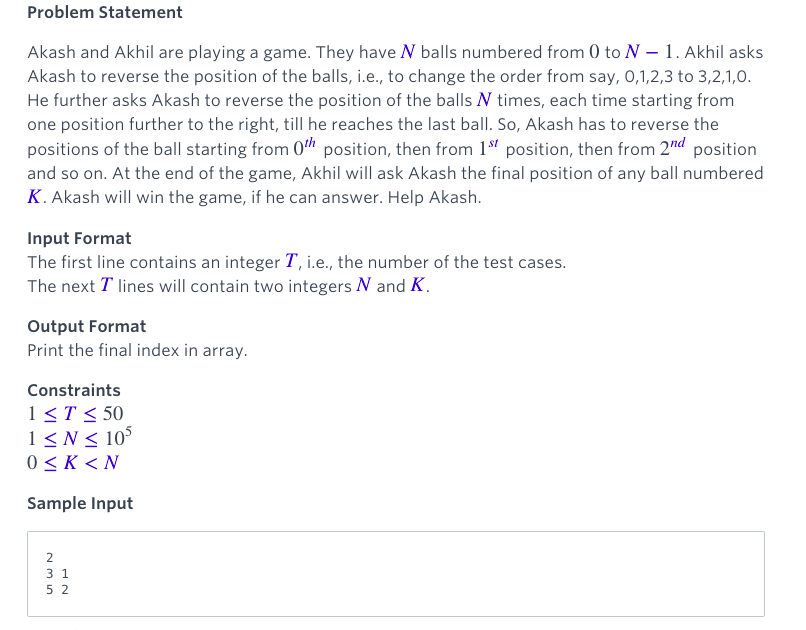 Problem Statement
Akash and Akhil are playing a game. They have N balls numbered from 0 to N − 1. Akhil asks
Akash to reverse the position of the balls, i.e., to change the order from say, 0,1,2,3 to 3,2,1,0.
He further asks Akash to reverse the position of the balls N times, each time starting from
one position further to the right, till he reaches the last ball. So, Akash has to reverse the
positions of the ball starting from 0^th position, then from 1^st position, then from 2^nd position
and so on. At the end of the game, Akhil will ask Akash the final position of any ball numbered
K. Akash will win the game, if he can answer. Help Akash.
Input Format
The first line contains an integer T, i.e., the number of the test cases.
The next T lines will contain two integers N and K.
Output Format
Print the final index in array.
Constraints
1 ≤ T ≤ 50
1 ≤ N ≤ 10^5
0 ≤ K < N
Sample Input
2
3 1
5 2